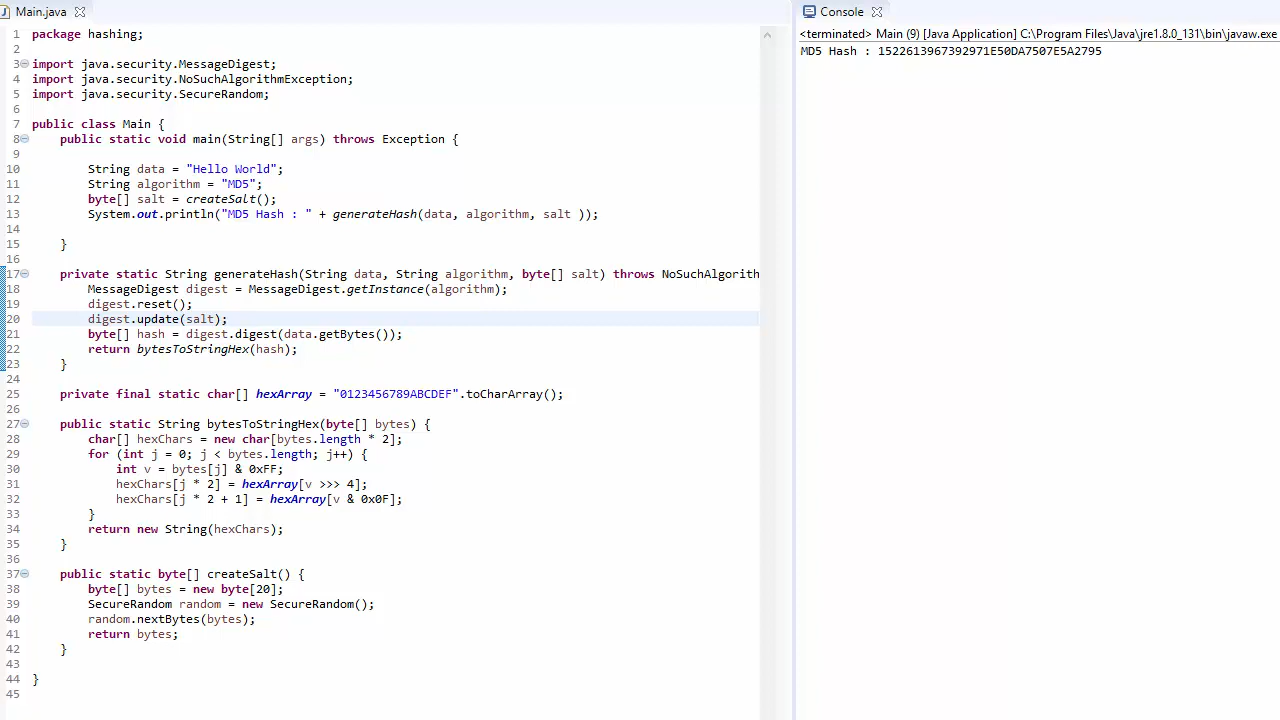 Main.java
1 package hashing;
2
3 import java.security.MessageDigest;
4 import java.security.NoSuchAlgorithmException;
5 import java.security.SecureRandom;
6
7 public class Main {
8 public static void main(String[] args) throws Exception {
9
10 String data = "Hello World";
11 String algorithm = "MD5";
12 byte[] salt = createSalt();
13 System.out.println("MD5 Hash : " + generateHash(data, algorithm, salt ));
14
15 }
16
17 private static String generateHash(String data, String algorithm, byte[] salt) throws NoSuchAlgorith
18 MessageDigest digest = MessageDigest.getInstance(algorithm);
19 digest.reset();
20 digest.update(salt);
21 byte[] hash = digest.digest(data.getBytes());
22 return bytesToStringHex(hash);
23 }
24
25 private final static char[] hexArray = "0123456789ABCDEF".toCharArray();
26
27 public static String bytesToStringHex(byte[] bytes) {
28 char[] hexChars = new char[bytes.length * 2];
29 for (int j = 0; j < bytes.length; j++) {
30 int v = bytes[j] & 0xFF;
31 hexChars[j * 2] = hexArray[v >>> 4];
32 hexChars[j * 2 + 1] = hexArray[v & 0x0F];
33 }
34 return new String(hexChars);
35 }
36
37 public static byte[] createSalt() {
38 byte[] bytes = new byte[20];
39 SecureRandom random = new SecureRandom();
40 random.nextBytes(bytes);
41 return bytes;
42 }
43
44 }
45
Console
<terminated> Main (9) [Java Application] C:\Program Files\Java\jre1.8.0_131\bin\javaw.exe
MD5 Hash : 1522613967392971E50DA7507E5A2795